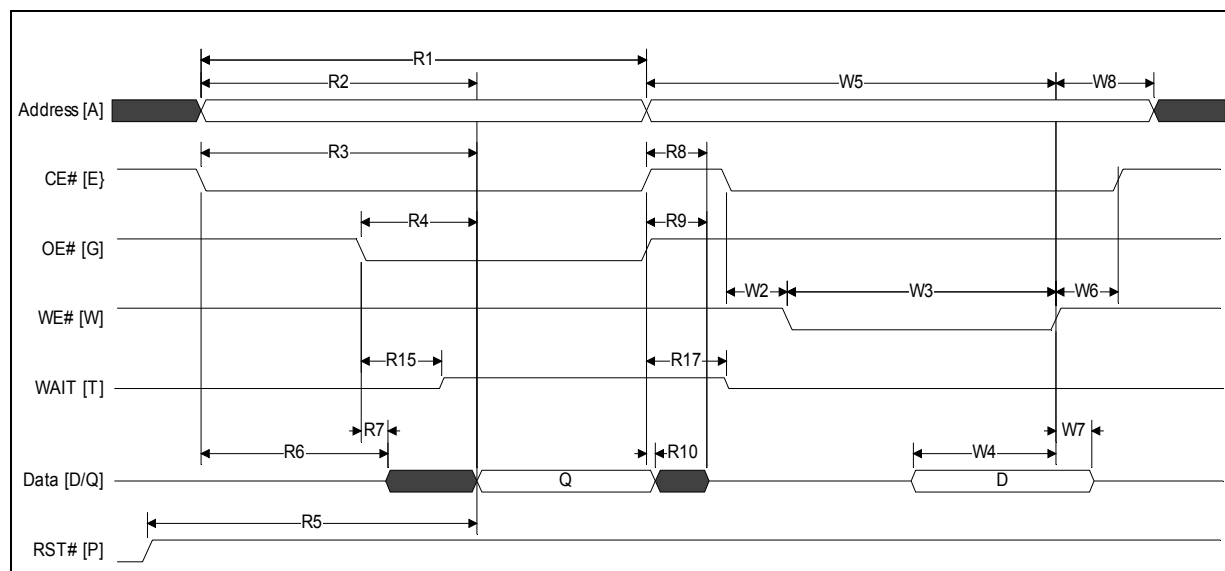 R1
R2
W5
W8
Address [A]
R3
R8
CE# [E}
R4
R9
OE# [G]
W2
W3
W6
WE# [W]
R15
R17
WAIT [T]
R7
R6
R10
W4
W7
Data [D/Q]
Q
D
R5
RST# [P]